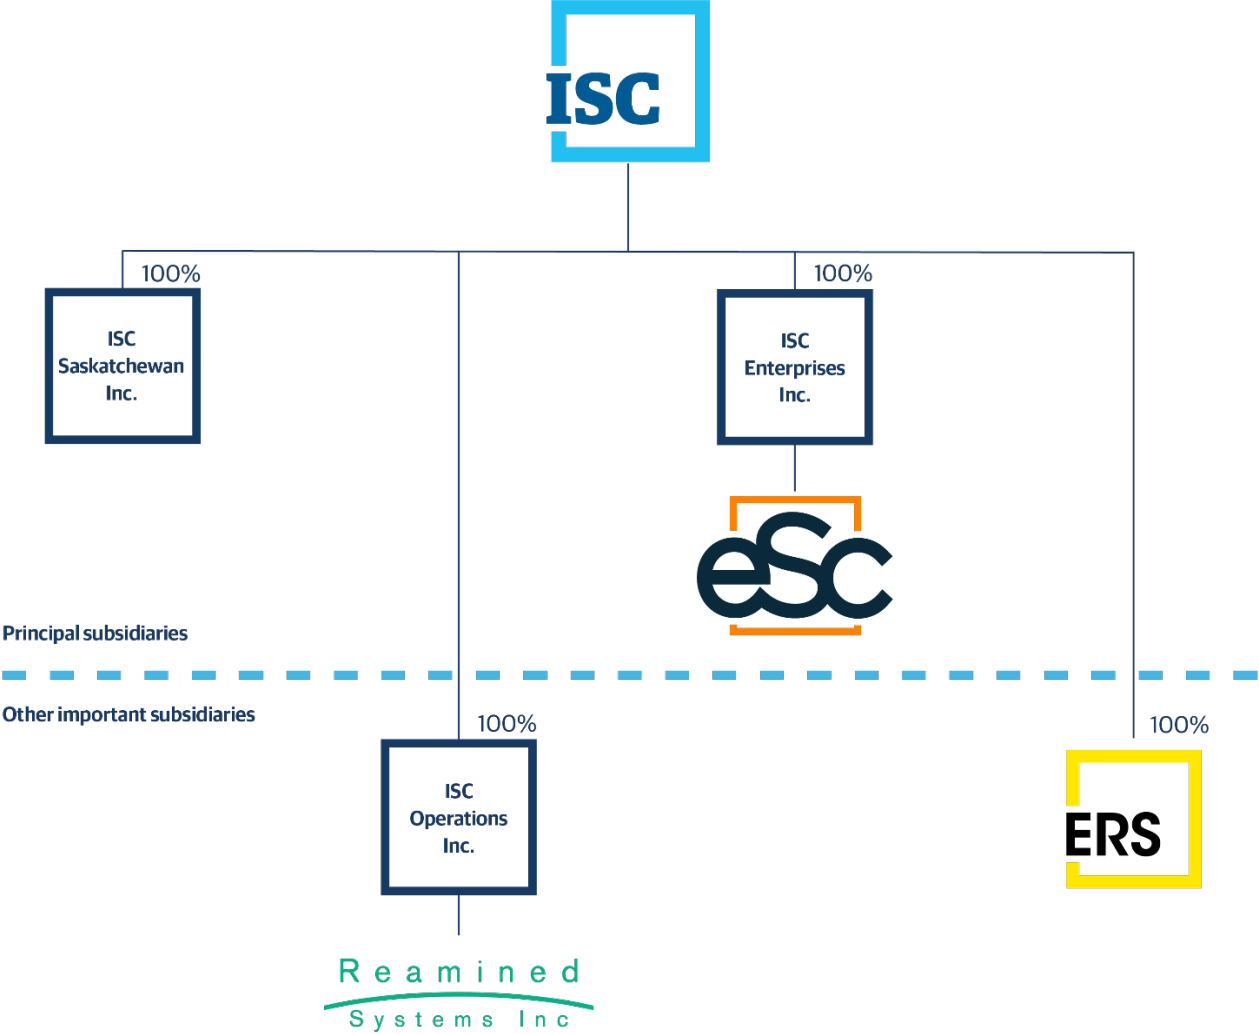 ISC
100%
100%
ISC
Saskatchewan
Inc.
ISC
Enterprises
Inc.
eSc
Principal subsidiaries
Other important subsidiaries
100%
100%
ISC
Operations
Inc.
ERS
Reamined
Systems Inc